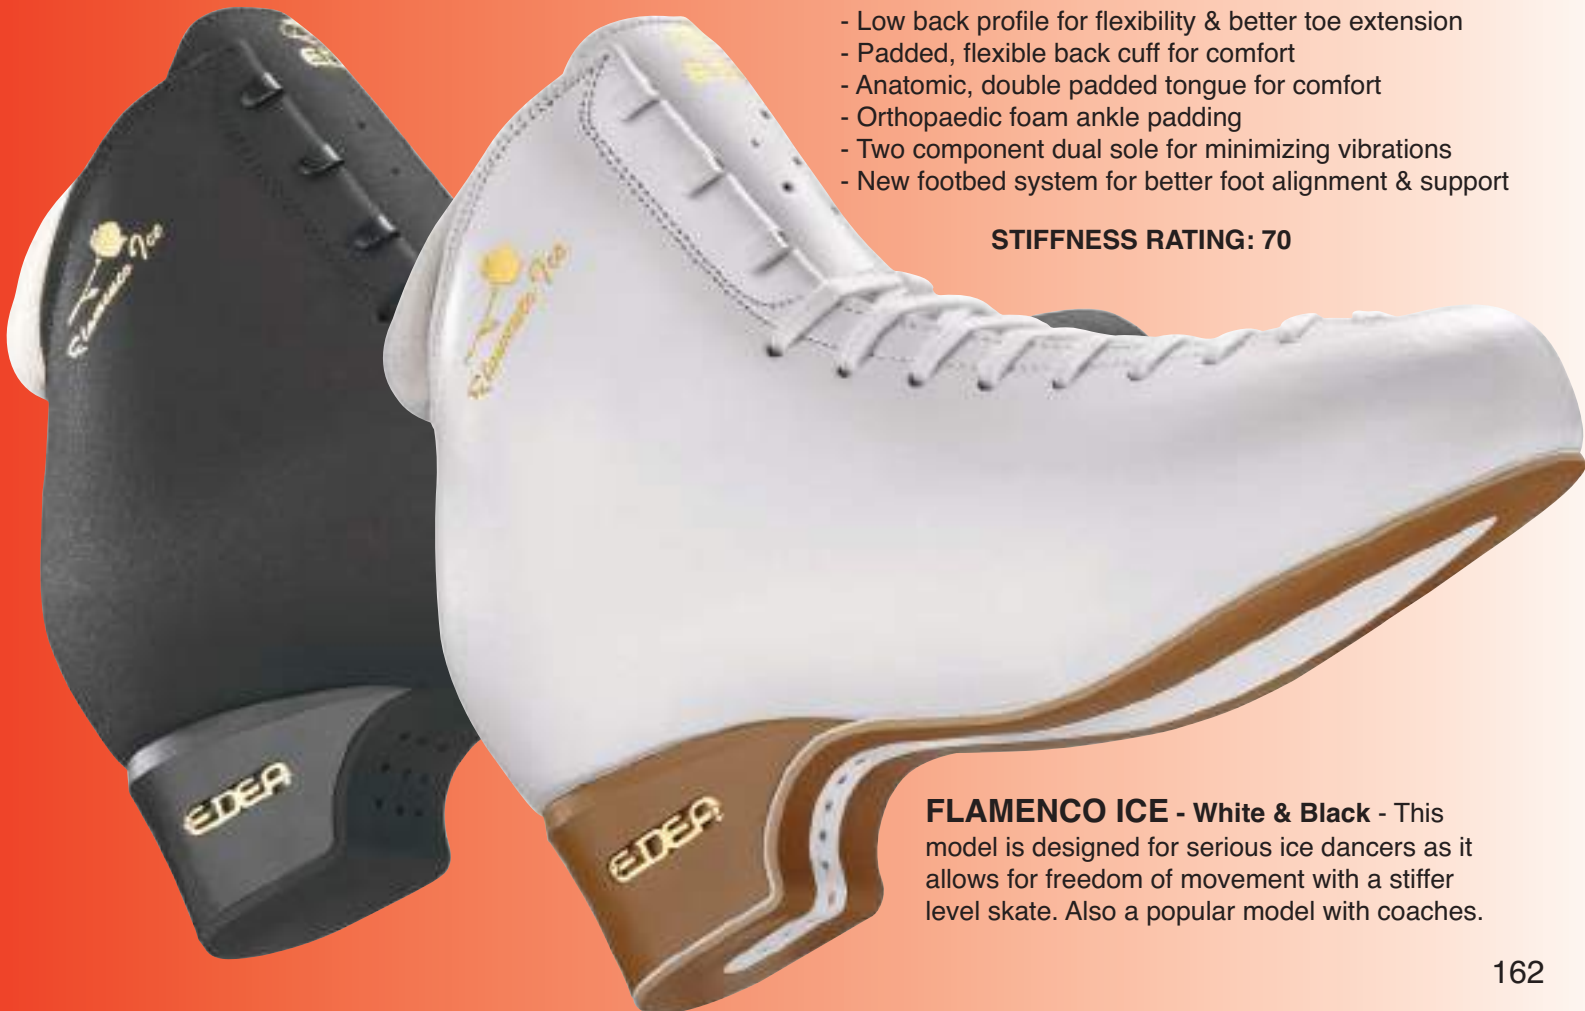 - Low back profile for flexibility & better toe extension
- Padded, flexible back cuff for comfort
- Anatomic, double padded tongue for comfort
- Orthopaedic foam ankle padding
- Two component dual sole for minimizing vibrations
- New footbed system for better foot alignment & support
STIFFNESS RATING: 70
Flamenco Ice
Flamenco Ice
EDEA
EDEA
FLAMENCO ICE - White & Black - This
model is designed for serious ice dancers as it
allows for freedom of movement with a stiffer
level skate. Also a popular model with coaches.
162